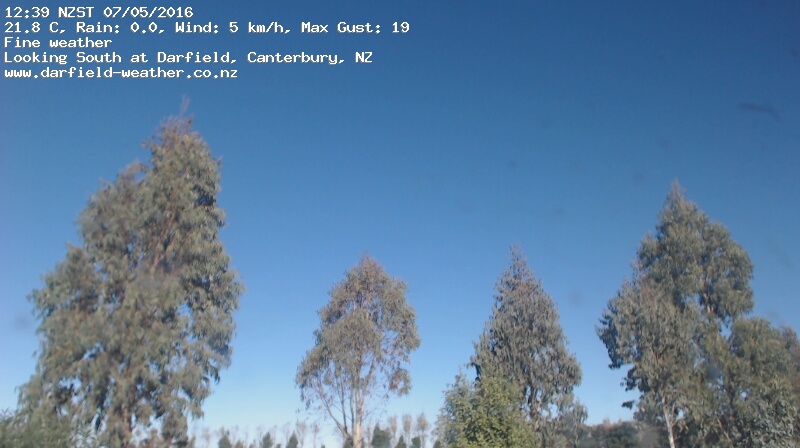 12:39 NZST 07/05/2016
21.8 C, Rain: 0.0, Wind: 5 km/h, Max Gust: 19
Fine weather
Looking South at Darfield, Canterbury, NZ
www.darfield-weather.co.nz